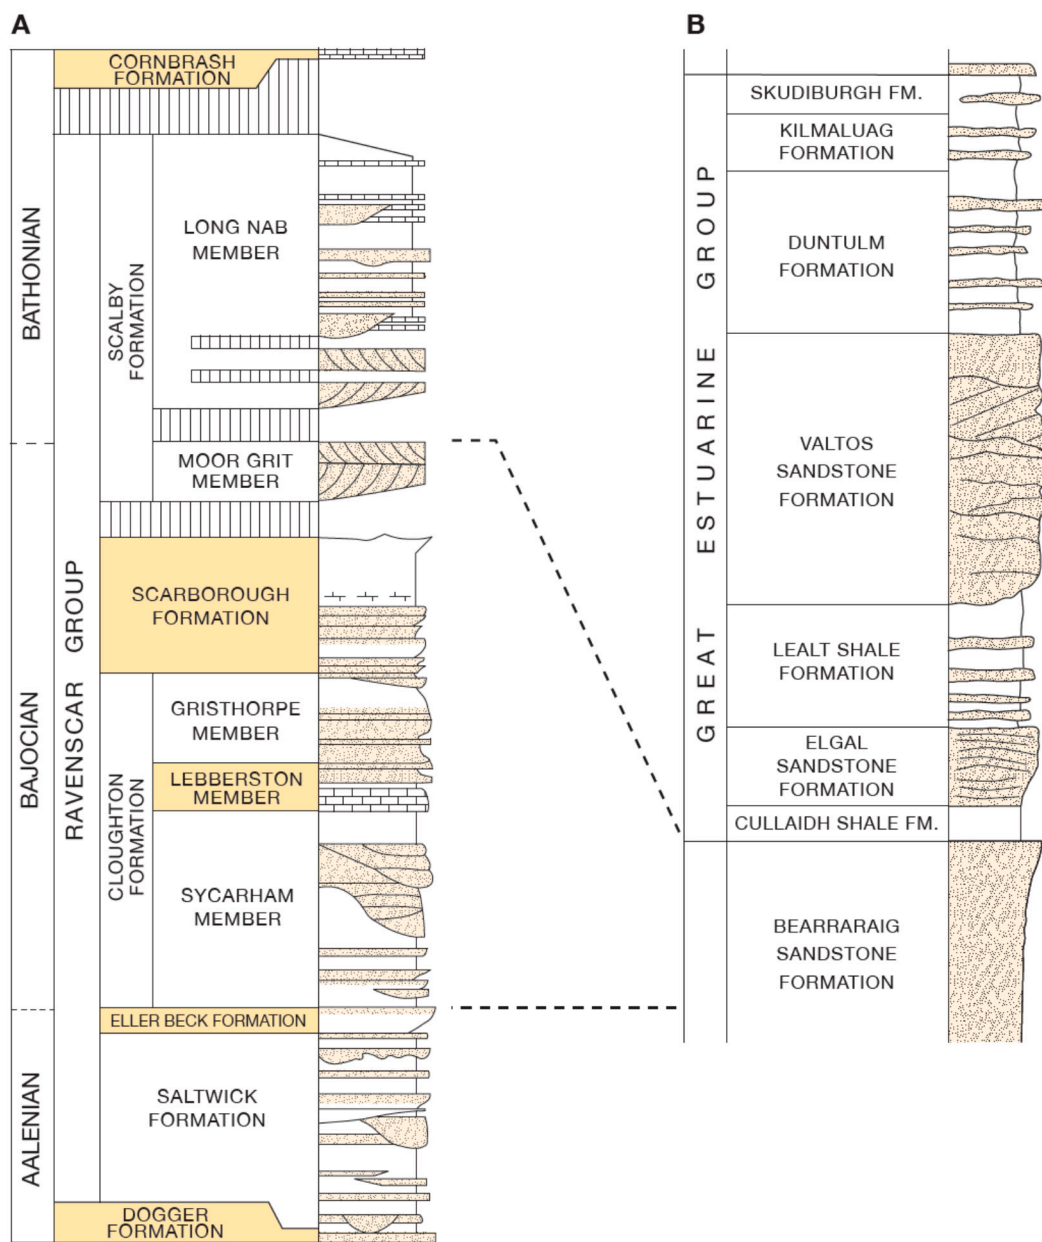 A
CORNBRASH
FORMATION
BATHONIAN
BAJOCIAN
AALENIAN
RAVENSCAR GROUP
SCALBY
FORMATION
LONG NAB
MEMBER
MOOR GRIT
MEMBER
SCARBOROUGH
FORMATION
CLOUGHTON
FORMATION
GRISTHORPE
MEMBER
LEBBERSTON
MEMBER
SYCARHAM
MEMBER
ELLER BECK FORMATION
SALTWICK
FORMATION
DOGGER
FORMATION
B
GREAT ESTUARINE GROUP
SKUDIBURGH FM.
KILMALUAG
FORMATION
DUNTULM
FORMATION
VALTOS
SANDSTONE
FORMATION
LEALT SHALE
FORMATION
ELGAL
SANDSTONE
FORMATION
CULLAIDH SHALE FM.
BEARRARAIG
SANDSTONE
FORMATION